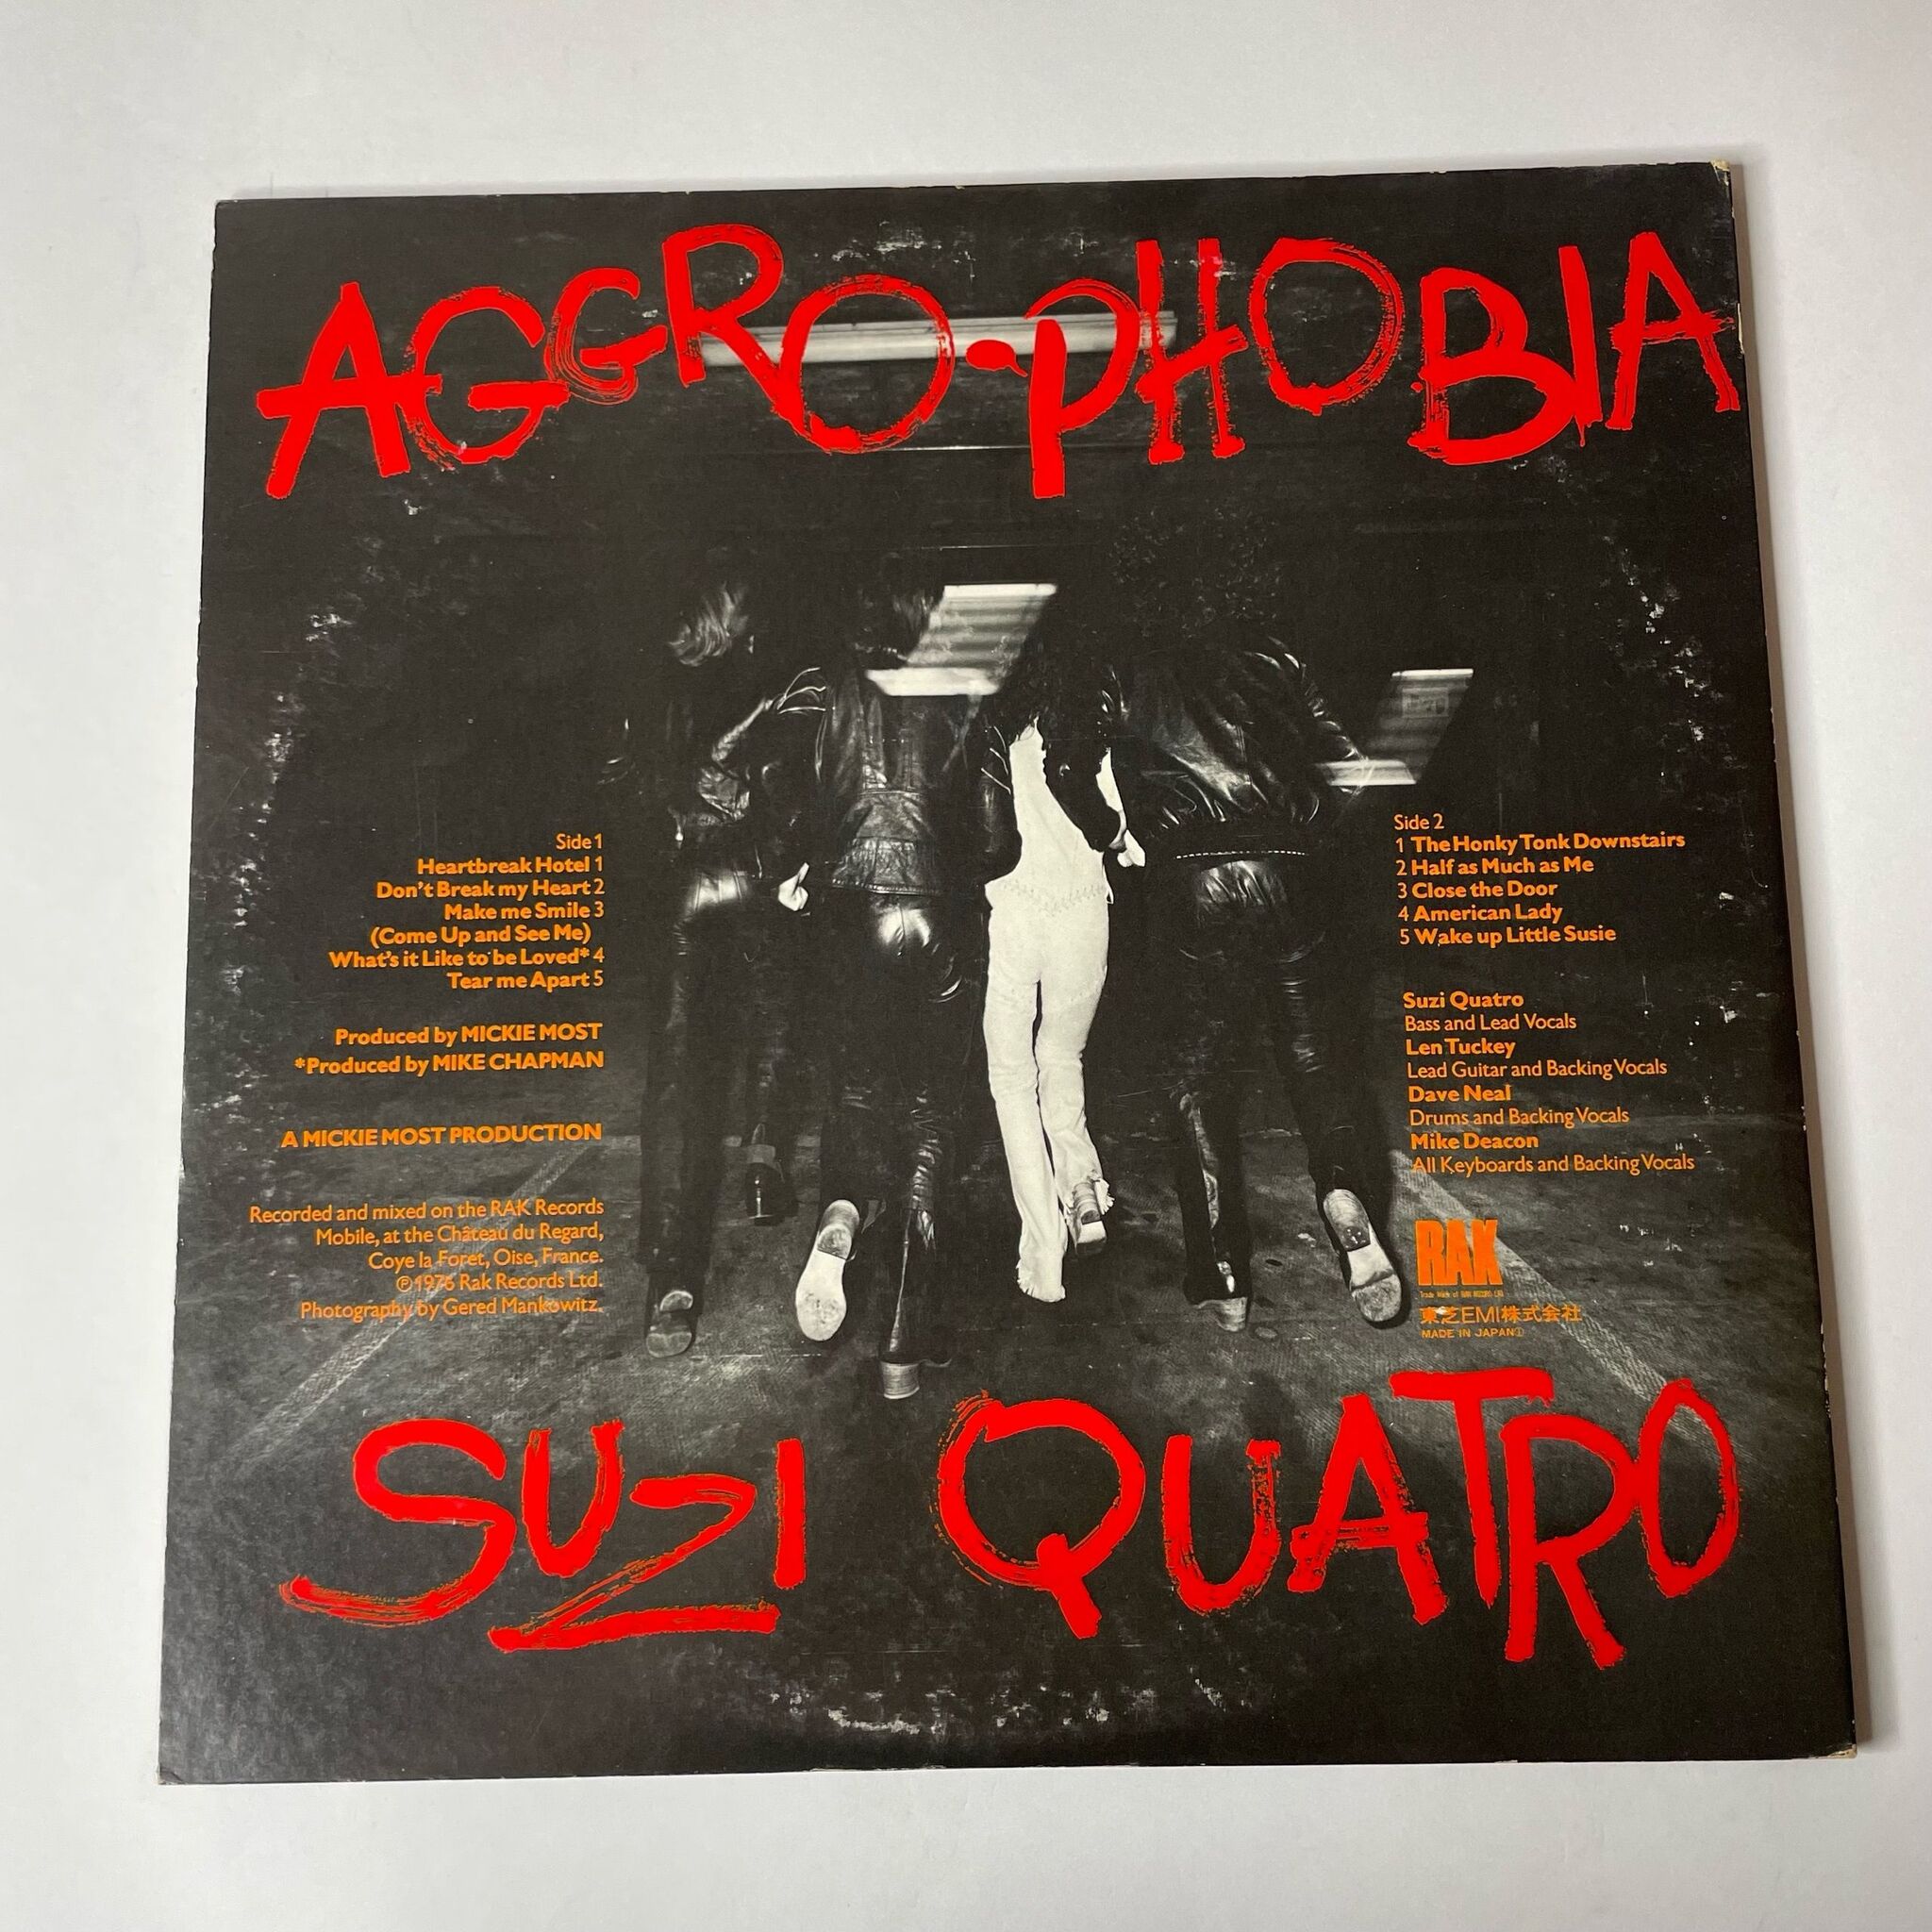 AGGRO-PHOBIA
Side 1
Heartbreak Hotel 1
Don't Break my Heart 2
Make me Smile 3
(Come Up and See Me)
What's it Like to be Loved* 4
Tear me Apart 5
Produced by MICKIE MOST
*Produced by MIKE CHAPMAN
A MICKIE MOST PRODUCTION
Recorded and mixed on the RAK Records
Mobile, at the Château du Regard,
Coye la Foret, Oise, France.
℗1976 Rak Records Ltd.
Photography by Gered Mankowitz.
Side 2
1 The Honky Tonk Downstairs
2 Half as Much as Me
3 Close the Door
4 American Lady
5 Wake up Little Susie
Suzi Quatro
Bass and Lead Vocals
Len Tuckey
Lead Guitar and Backing Vocals
Dave Neal
Drums and Backing Vocals
Mike Deacon
All Keyboards and Backing Vocals
RAK
Trade Mark of RAK RECORD LTD.
東芝EMI株式会社
MADE IN JAPAN①
SUZI QUATRO